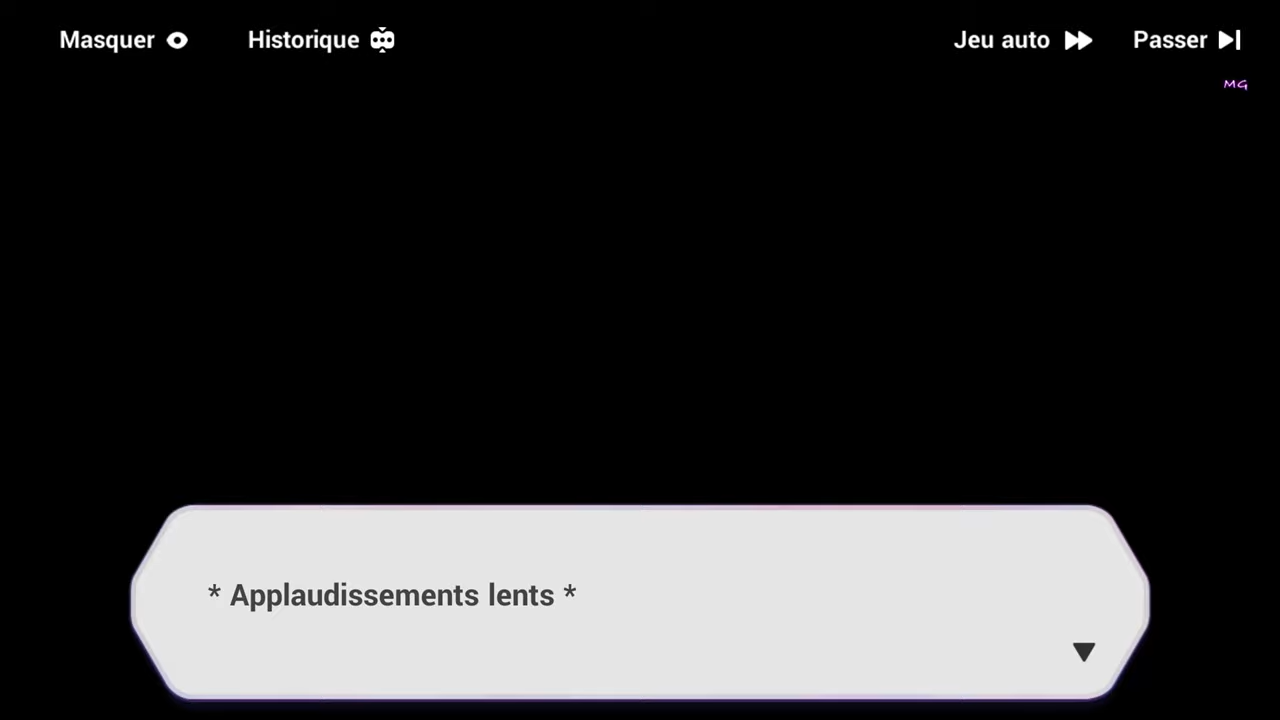 Masquer Historique Jeu auto Passer
MG
* Applaudissements lents *